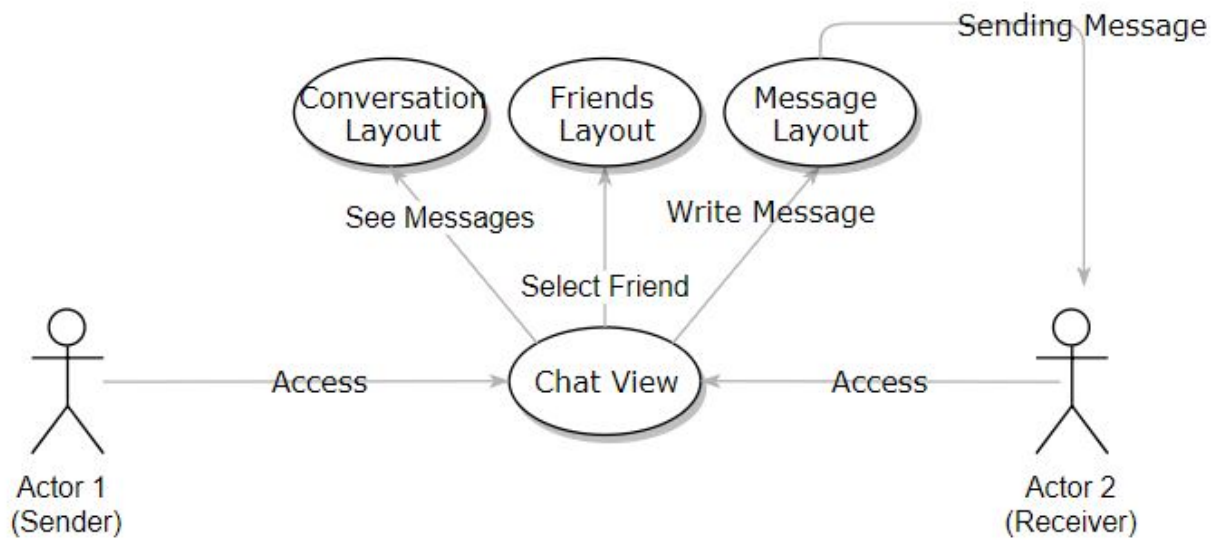 Sending Message
Conversation
Layout
Friends
Layout
Message
Layout
See Messages
Write Message
Select Friend
Access
Chat View
Access
Actor 1
(Sender)
Actor 2
(Receiver)